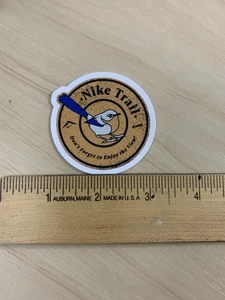 Nike Trail
Don't Forget to Enjoy the View!
1 AUBURN, MAINE 2 MADE IN U.S.A 3 4